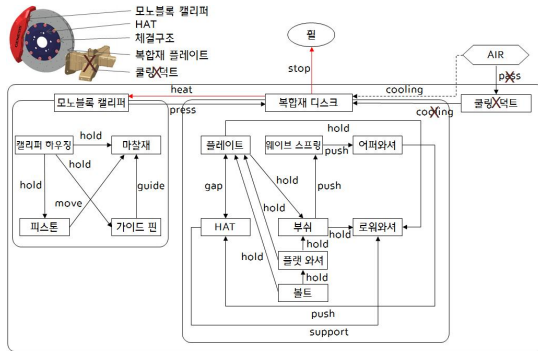 모노블록 캘리퍼
HAT
체결구조
복합재 플레이트
쿨링덕트
휠
AIR
stop
pass
heat
cooling
모노블록 캘리퍼
press
복합재 디스크
cooling
쿨링덕트
캘리퍼 하우징
hold
마찰재
hold
hold
move
guide
피스톤
가이드 핀
hold
플레이트
웨이브 스프링
push
어퍼와셔
gap
hold
push
HAT
hold
부쉬
hold
로워와셔
hold
hold
플랫 와셔
hold
볼트
push
support